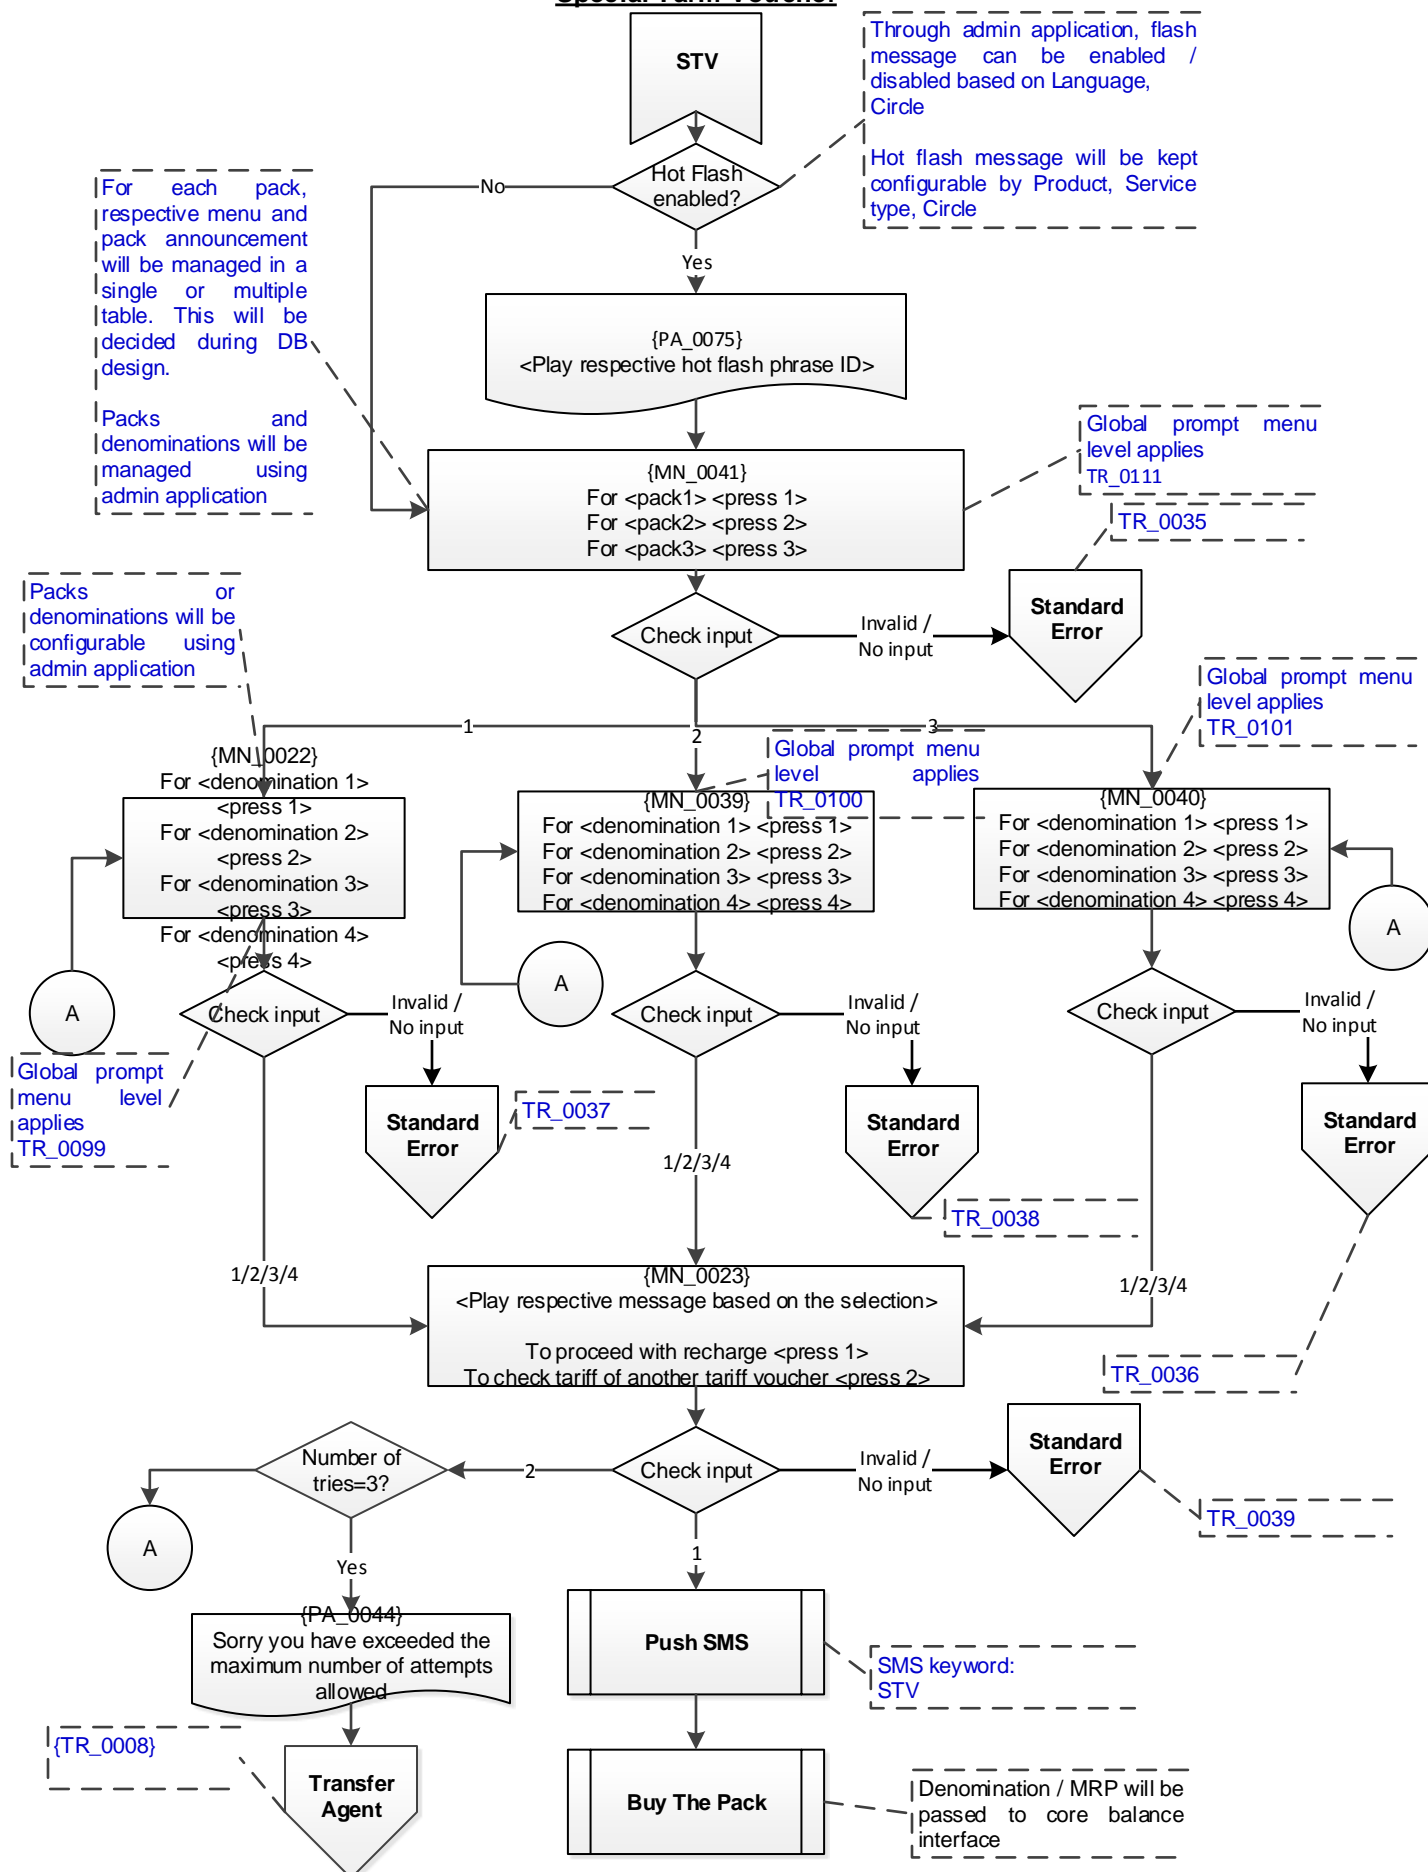 Special Tariff Voucher
STV
Through admin application, flash
message can be enabled /
disabled based on Language,
Circle
Hot flash message will be kept
configurable by Product, Service
type, Circle
Hot Flash
enabled?
No
Yes
For each pack,
respective menu and
pack announcement
will be managed in a
single or multiple
table. This will be
decided during DB
design.
Packs and
denominations will be
managed using
admin application
{PA_0075}
<Play respective hot flash phrase ID>
Global prompt menu
level applies
TR_0111
{MN_0041}
For <pack1> <press 1>
For <pack2> <press 2>
For <pack3> <press 3>
TR_0035
Standard
Error
Check input
Invalid /
No input
Packs or
denominations will be
configurable using
admin application
Global prompt menu
level applies
TR_0101
1
2
3
Global prompt menu
level applies
TR_0100
{MN_0022}
For <denomination 1>
<press 1>
For <denomination 2>
<press 2>
For <denomination 3>
<press 3>
For <denomination 4>
<press 4>
{MN_0039}
For <denomination 1> <press 1>
For <denomination 2> <press 2>
For <denomination 3> <press 3>
For <denomination 4> <press 4>
{MN_0040}
For <denomination 1> <press 1>
For <denomination 2> <press 2>
For <denomination 3> <press 3>
For <denomination 4> <press 4>
A
A
A
Check input
Invalid /
No input
Check input
Invalid /
No input
Check input
Invalid /
No input
Global prompt
menu level
applies
TR_0099
Standard
Error
TR_0037
Standard
Error
TR_0038
Standard
Error
TR_0036
1/2/3/4
1/2/3/4
1/2/3/4
{MN_0023}
<Play respective message based on the selection>
To proceed with recharge <press 1>
To check tariff of another tariff voucher <press 2>
Number of
tries=3?
2
Check input
Invalid /
No input
Standard
Error
TR_0039
A
Yes
1
{PA_0044}
Sorry you have exceeded the
maximum number of attempts
allowed
Push SMS
SMS keyword:
STV
{TR_0008}
Transfer
Agent
Buy The Pack
Denomination / MRP will be
passed to core balance
interface